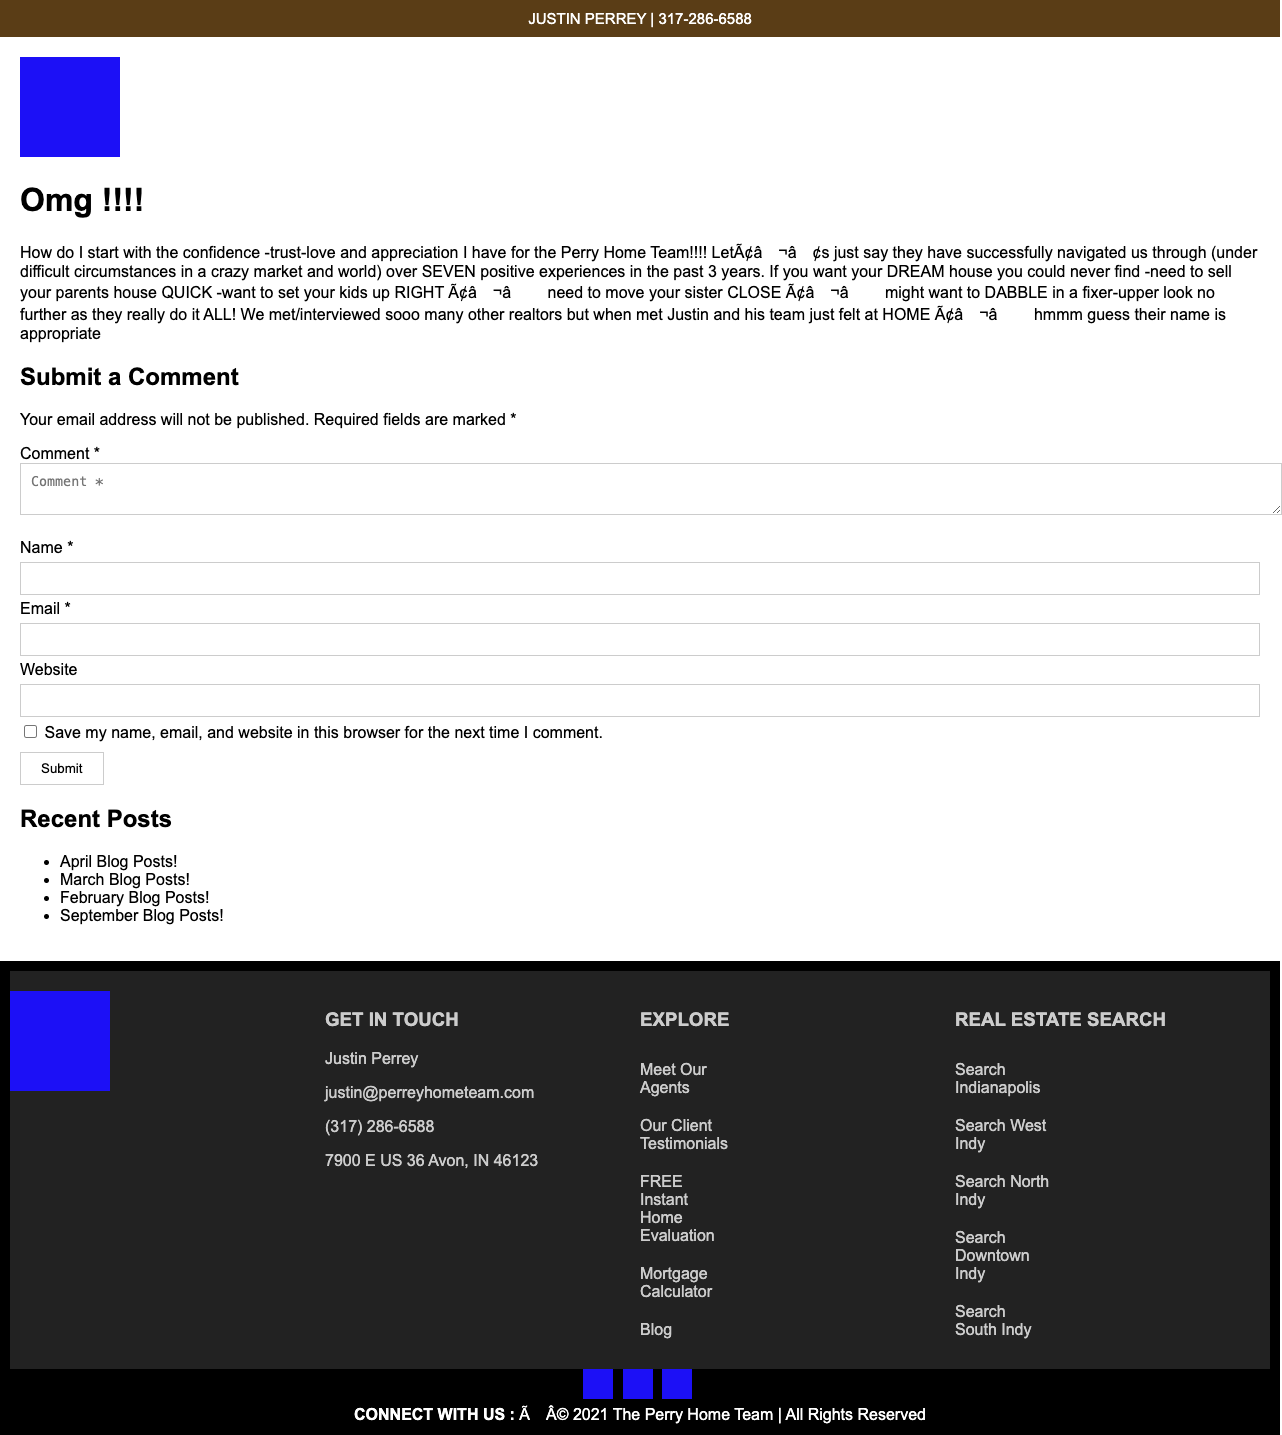 JUSTIN PERREY | 317-286-6588
Omg !!!!
How do I start with the confidence -trust-love and appreciation I have for the Perry Home Team!!!! LetÃ¢â ¬â ¢s just say they have successfully navigated us through (under
difficult circumstances in a crazy market and world) over SEVEN positive experiences in the past 3 years. If you want your DREAM house you could never find -need to sell
your parents house QUICK -want to set your kids up RIGHT Ã¢â ¬â need to move your sister CLOSE Ã¢â ¬â might want to DABBLE in a fixer-upper look no
further as they really do it ALL! We met/interviewed sooo many other realtors but when met Justin and his team just felt at HOME Ã¢â ¬â hmmm guess their name is
appropriate
Submit a Comment
Your email address will not be published. Required fields are marked *
Comment *
Comment *
Name *
Email *
Website
Save my name, email, and website in this browser for the next time I comment.
Submit
Recent Posts
April Blog Posts!
March Blog Posts!
February Blog Posts!
September Blog Posts!
GET IN TOUCH
Justin Perrey
justin@perreyhometeam.com
(317) 286-6588
7900 E US 36 Avon, IN 46123
EXPLORE
Meet Our
Agents
Our Client
Testimonials
FREE
Instant
Home
Evaluation
Mortgage
Calculator
Blog
REAL ESTATE SEARCH
Search
Indianapolis
Search West
Indy
Search North
Indy
Search
Downtown
Indy
Search
South Indy
CONNECT WITH US : Ã Â© 2021 The Perry Home Team | All Rights Reserved